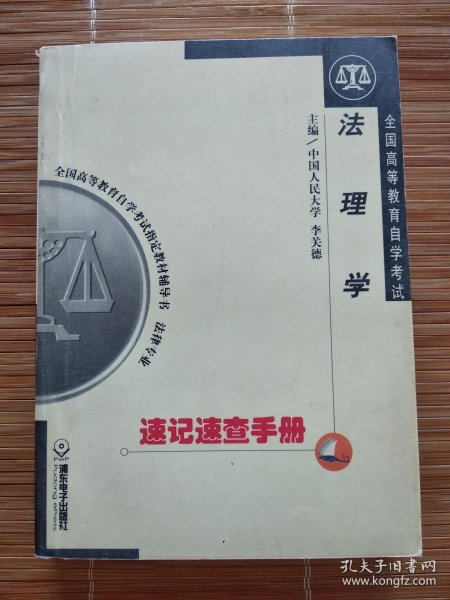 全国高等教育自学考试
法理学
主编/中国人民大学 李关德
全国高等教育自学考试指定教材辅导书 法律专业
速记速查手册
PEP
浦东电子出版社
Pudong ePress
孔夫子旧书网
www.kongfz.com